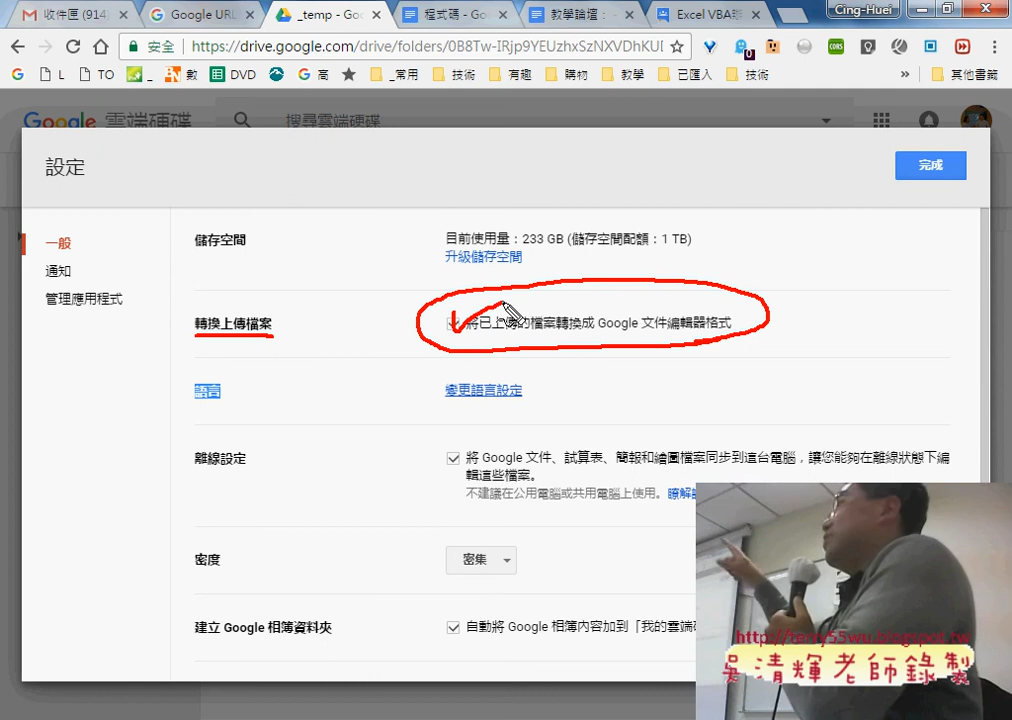 收件匣 (914)
Google URL
_temp - Goo
程式碼 - Go
教學論壇：
Excel VBA
Cing-Huei
安全
https://drive.google.com/drive/folders/0B8Tw-IRjp9YEUzhxSzNXVDhKUD
CORS
0
L
TO
數
DVD
高
_常用
技術
有趣
購物
教學
已匯入
技術
其他書籤
Google 雲端硬碟
搜尋雲端硬碟
設定
完成
一般
通知
管理應用程式
儲存空間
目前使用量：233 GB (儲存空間配額：1 TB)
升級儲存空間
轉換上傳檔案
將已上傳的檔案轉換成 Google 文件編輯器格式
語言
變更語言設定
離線設定
將 Google 文件、試算表、簡報和繪圖檔案同步到這台電腦，讓您能夠在離線狀態下編
輯這些檔案。
不建議在公用電腦或共用電腦上使用。瞭解
密度
密集
建立 Google 相簿資料夾
自動將 Google 相簿內容加到「我的雲端
http://terry55wu.blogspot.tw
吳清輝老師錄製